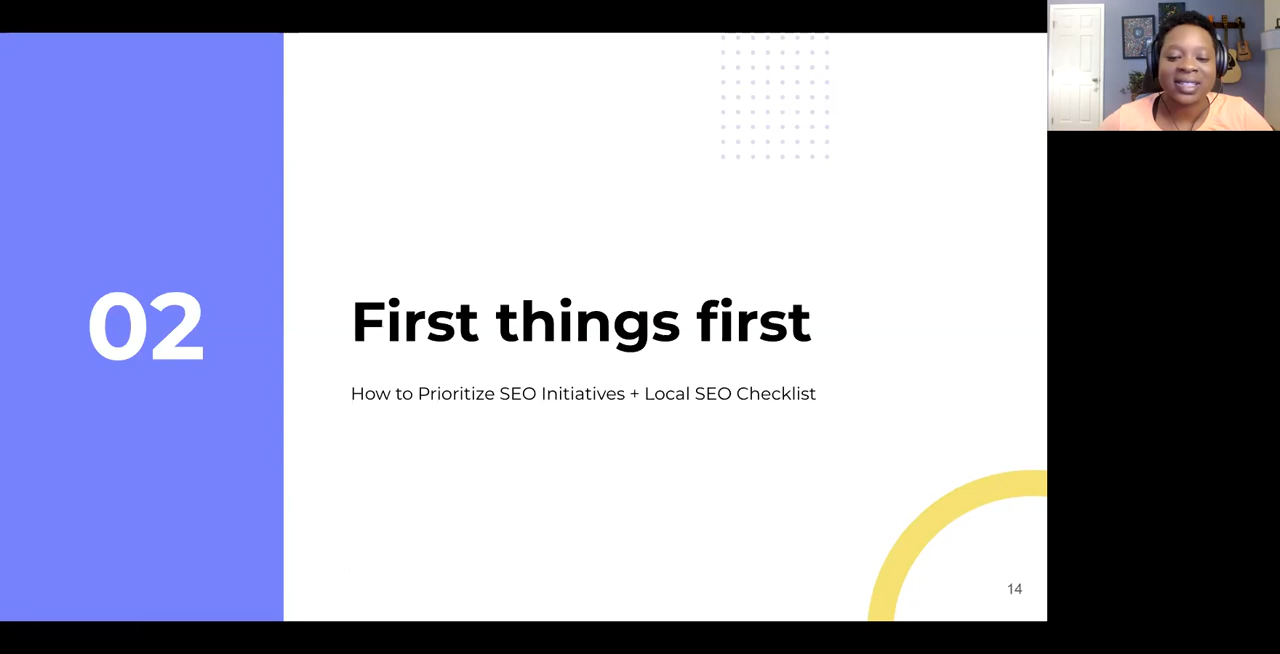 02
First things first
How to Prioritize SEO Initiatives + Local SEO Checklist
14